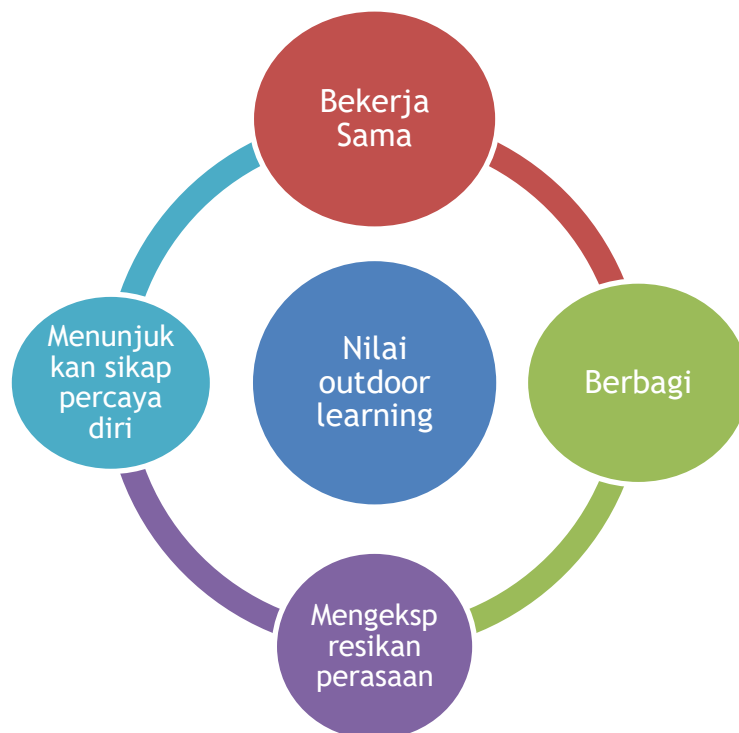 Bekerja
Sama
Menunjuk
kan sikap
percaya
diri
Nilai
outdoor
learning
Berbagi
Mengeksp
resikan
perasaan